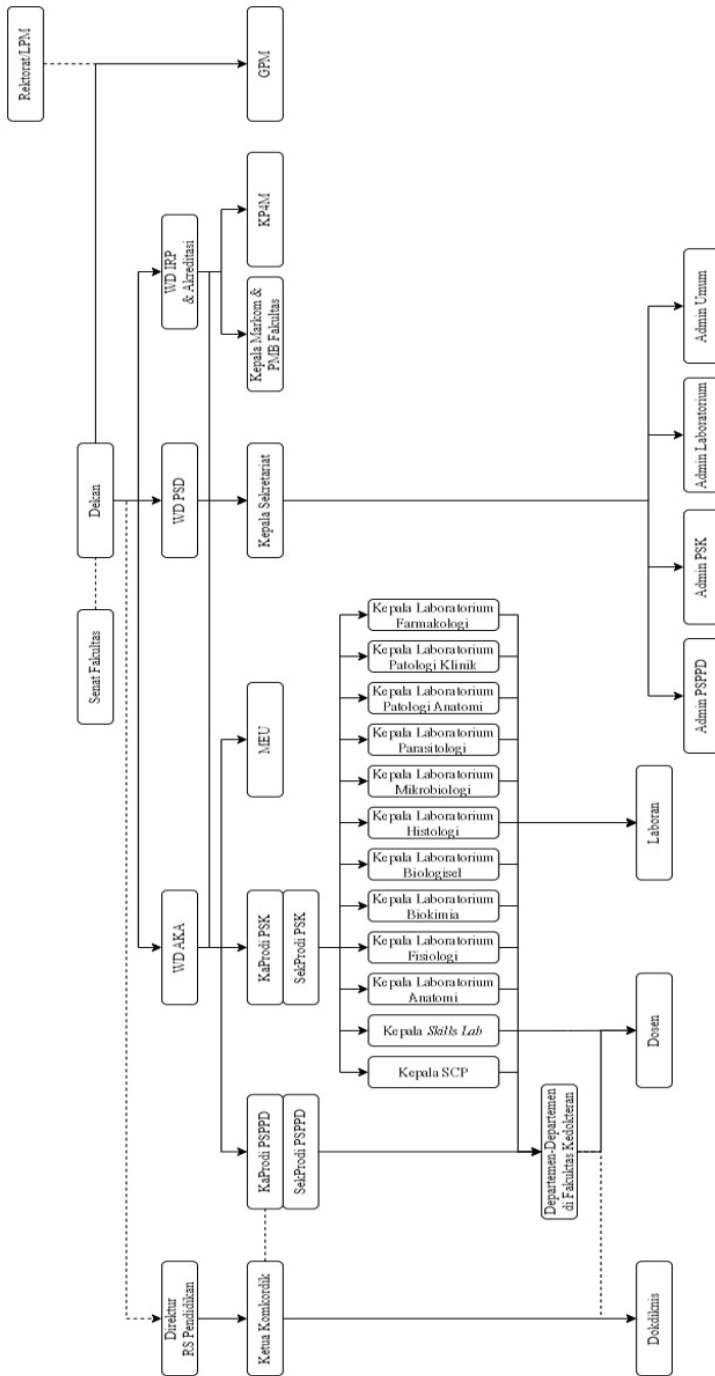 Rektorat/LPM
Senat Fakultas
Dekan
Direktur
RS Pendidikan
WD AKA
WD PSD
WD IRP
& Akreditasi
Ketua Komkordik
KaProdi PSPPD
SekProdi PSPPD
KaProdi PSK
SekProdi PSK
MEU
Kepala Sekretariat
Kepala Markom &
PMB Fakultas
KP4M
GPM
Kepala SCP
Kepala Skills Lab
Kepala Laboratorium
Anatomi
Kepala Laboratorium
Fisiologi
Kepala Laboratorium
Biokimia
Kepala Laboratorium
Biologisel
Kepala Laboratorium
Histologi
Kepala Laboratorium
Mikrobiologi
Kepala Laboratorium
Parasitologi
Kepala Laboratorium
Patologi Anatomi
Kepala Laboratorium
Patologi Klinik
Kepala Laboratorium
Farmakologi
Departemen-Departemen
di Fakuktas Kedokteran
Dokdiknis
Dosen
Laboran
Admin PSPPD
Admin PSK
Admin Laboratorium
Admin Umum